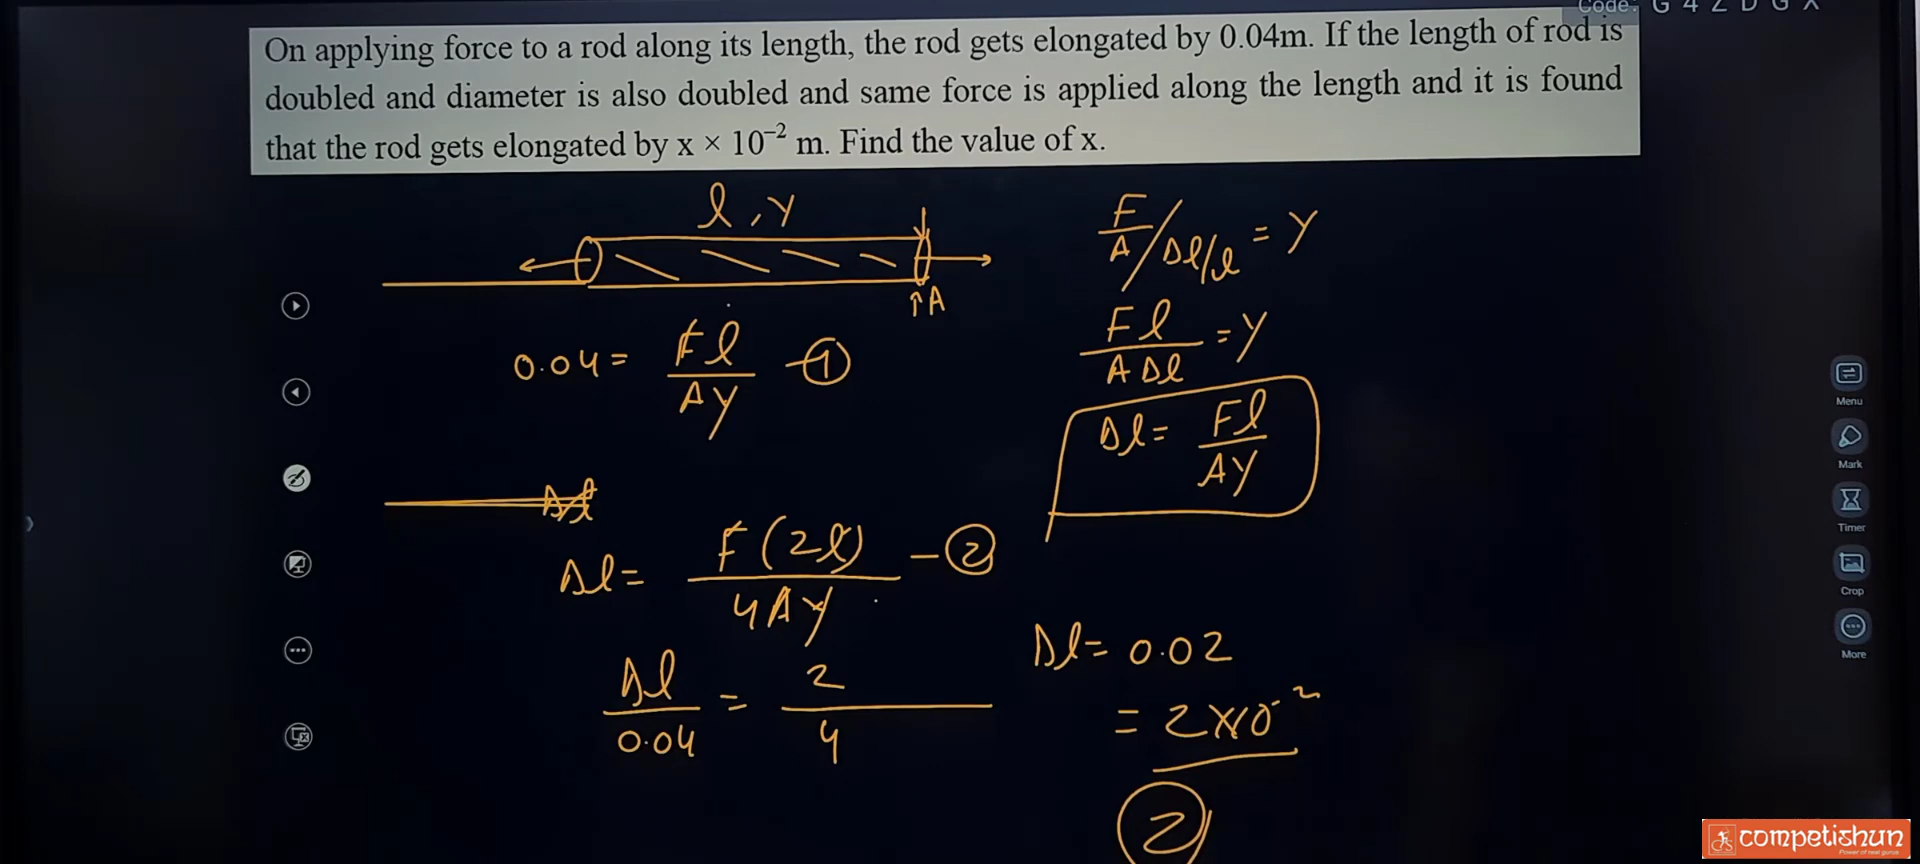 Code: G 4 Z D G X
On applying force to a rod along its length, the rod gets elongated by 0.04m. If the length of rod is
doubled and diameter is also doubled and same force is applied along the length and it is found
that the rod gets elongated by x × 10⁻² m. Find the value of x.
l, Y
↑A
F/A / Δl/l = Y
0.04 = Fl/AY - ①
Fl/AΔl = Y
Δl = Fl/AY
Δl = F(2l)/4AY - ②
Δl/0.04 = 2/4
Δl = 0.02
= 2×10⁻²
②
Menu
Mark
Timer
Crop
More
competishun